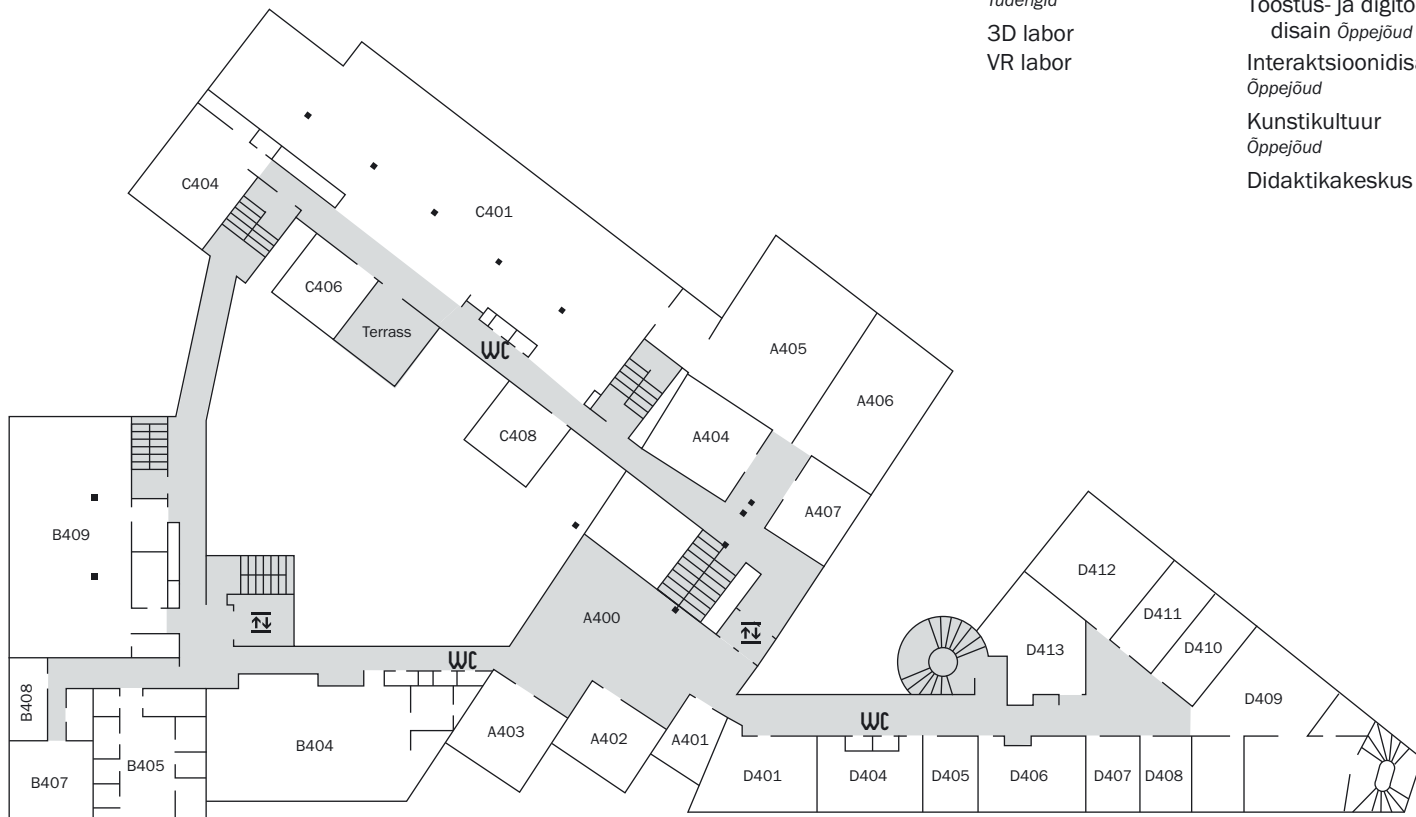 Tudengid
3D labor
VR labor
Tööstus- ja digito
disain Õppejõud
Interaktsioonidisa
Õppejõud
Kunstikultuur
Õppejõud
Didaktikakeskus
C404
C401
C406
Terrass
WC
A405
A406
C408
A404
A407
B409
A400
D412
D411
D410
D413
WC
D409
B408
WC
A403
A402
A401
B404
B405
B407
D401
D404
D405
D406
D407
D408